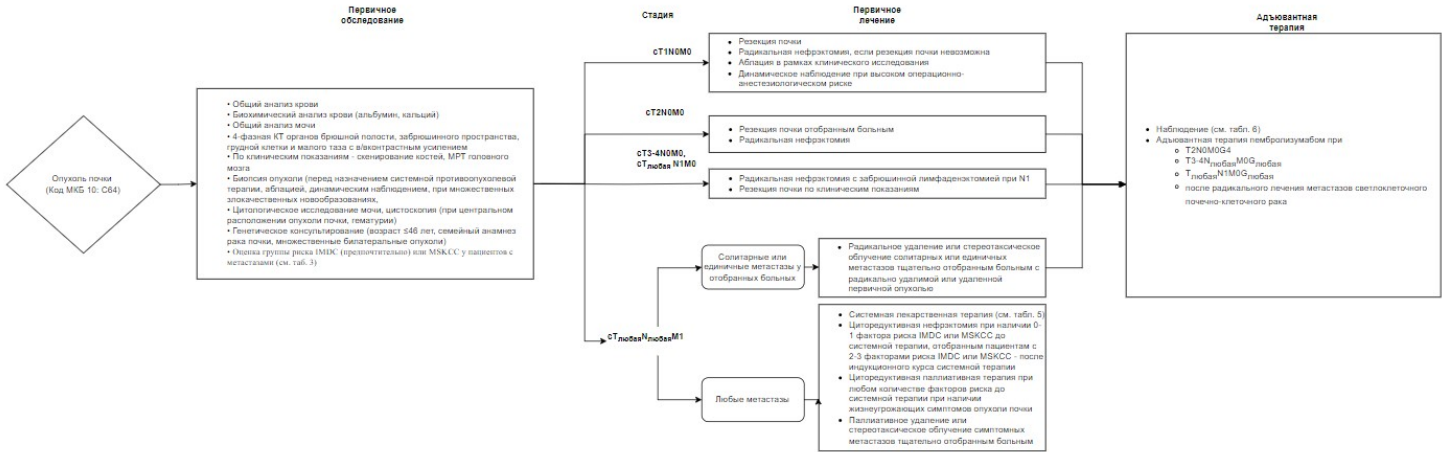 Первичное
обследование
Стадия
Первичное
лечение
Адъювантная
терапия
Опухоль почки
(Код МКБ 10: C64)
• Общий анализ крови
• Биохимический анализ крови (альбумин, кальций)
• Общий анализ мочи
• 4-фазная КТ органов брюшной полости, забрюшинного пространства,
грудной клетки и малого таза с в/вконтрастным усилением
• По клиническим показаниям - скенирование костей, МРТ головного
мозга
• Биопсия опухоли (перед назначением системной противоопухолевой
терапии, аблацией, динамическим наблюдением, при множественных
злокачественных новообразованиях,
• Цитологическое исследование мочи, цистоскопия (при центральном
расположении опухоли почки, гематурии)
• Генетическое консультирование (возраст ≤46 лет, семейный анамнез
рака почки, множественные билатеральные опухоли)
• Оценка группы риска IMDC (предпочтительно) или MSKCC у пациентов с
метастазами (см. таб. 3)
cT1N0M0
• Резекция почки
• Радикальная нефрэктомия, если резекция почки невозможна
• Аблация в рамках клинического исследования
• Динамическое наблюдение при высоком операционно-
анестезиологическом риске
cT2N0M0
• Резекция почки отобранным больным
• Радикальная нефрэктомия
cT3-4N0M0,
cTлюбая N1M0
• Радикальная нефрэктомия с забрюшинной лимфаденэктомией при N1
• Резекция почки по клиническим показаниям
cTлюбаяNлюбаяM1
Солитарные или
единичные метастазы у
отобранных больных
• Радикальное удаление или стереотаксическое
облучение солитарных или единичных
метастазов тщательно отобранным больным с
радикально удалимой или удаленной
первичной опухолью
Любые метастазы
• Системная лекарственная терапия (см. табл. 5)
• Циторедуктивная нефрэктомия при наличии 0-
1 фактора риска IMDC или MSKCC до
системной терапии, отобранным пациентам с
2-3 факторами риска IMDC или MSKCC - после
индукционного курса системной терапии
• Циторедуктивная паллиативная терапия при
любом количестве факторов риска до
системной терапии при наличии
жизнеугрожающих симптомов опухоли почки
• Паллиативное удаление или
стереотаксическое облучение симптомных
метастазов тщательно отобранным больным
• Наблюдение (см. табл. 6)
• Адъювантная терапия пембролизумабом при
o T2N0M0G4
o T3-4NлюбаяM0Gлюбая
o TлюбаяN1M0Gлюбая
o после радикального лечения метастазов светлоклеточного
почечно-клеточного рака